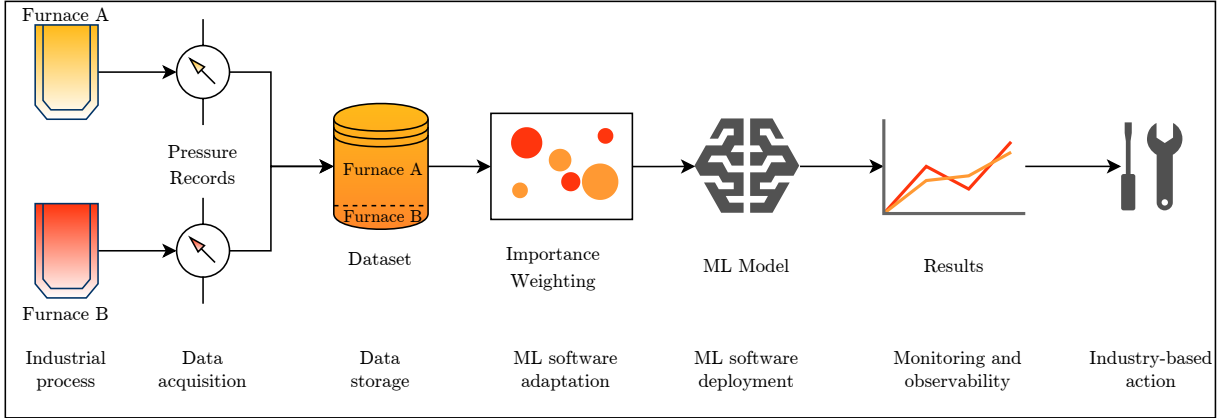 Furnace A
Pressure
Records
Furnace A
Furnace B
Dataset
Importance
Weighting
ML Model
Results
Furnace B
Industrial
process
Data
acquisition
Data
storage
ML software
adaptation
ML software
deployment
Monitoring and
observability
Industry-based
action